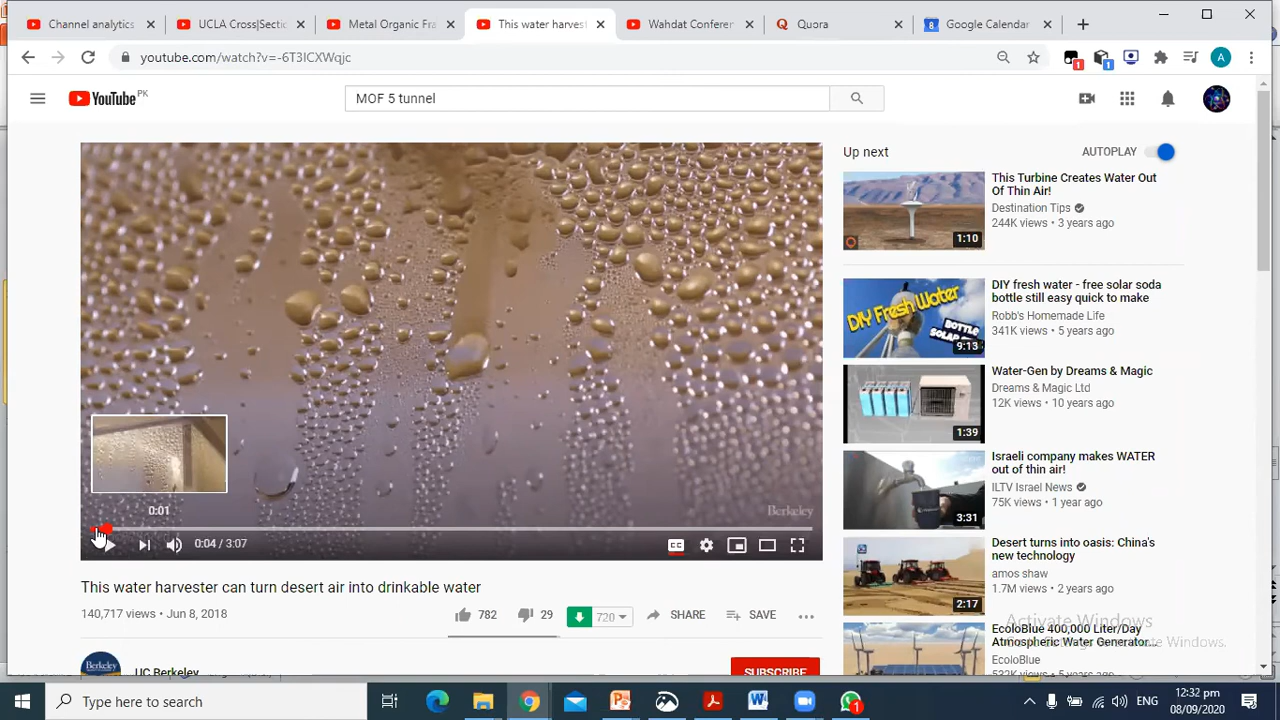 Channel analytics
UCLA Cross|Secti
Metal Organic Fra
This water harves
Wahdat Conferen
Quora
8 Google Calendar
youtube.com/watch?v=-6T3ICXWqjc
1
1
A
YouTube PK
MOF 5 tunnel
Up next
AUTOPLAY
This Turbine Creates Water Out
Of Thin Air!
Destination Tips
244K views • 3 years ago
1:10
DIY fresh water - free solar soda
bottle still easy quick to make
Robb's Homemade Life
341K views • 5 years ago
DIY Fresh Water
BOTTLE
9:13
Water-Gen by Dreams & Magic
Dreams & Magic Ltd
12K views • 10 years ago
1:39
Israeli company makes WATER
out of thin air!
ILTV Israel News
75K views • 1 year ago
3:31
0:01
Berkeley
0:04 / 3:07
CC
Desert turns into oasis: China's
new technology
amos shaw
1.7M views • 2 years ago
2:17
This water harvester can turn desert air into drinkable water
140,717 views • Jun 8, 2018
782
29
720
SHARE
SAVE
Activate Windows
EcoloBlue 400,000 Liter/Day
Atmospheric Water Generator...
EcoloBlue
Berkeley
UC Berkeley
SUBSCRIBE
Type here to search
1
ENG
12:32 pm
08/09/2020